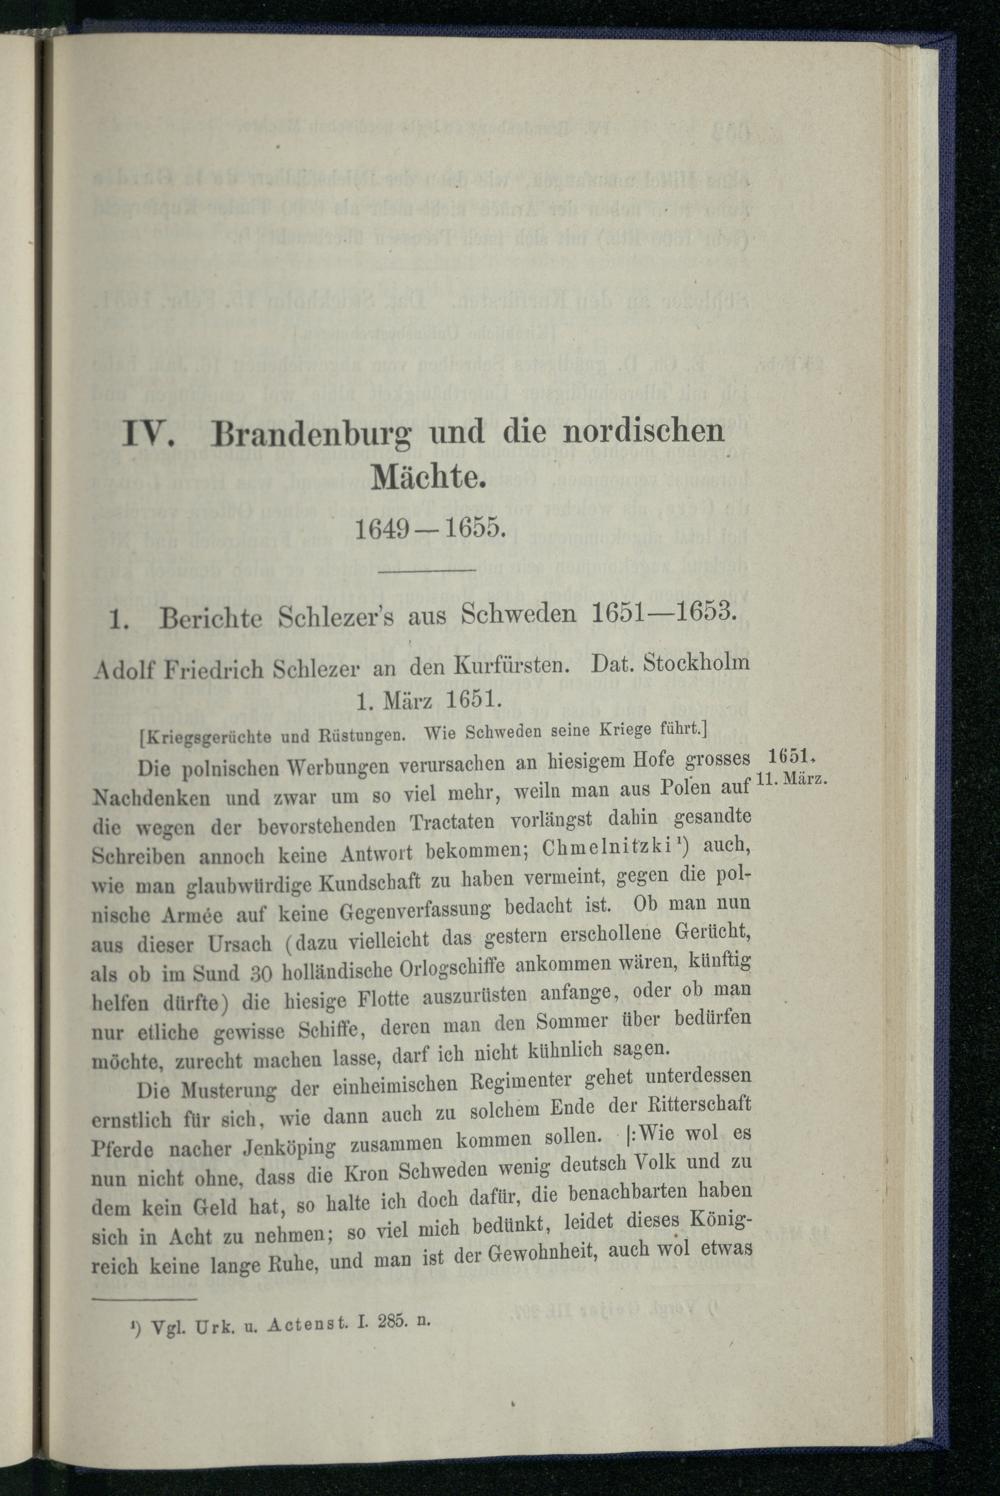 IV. Brandenburg und die nordischen
Mächte.
1649—1655.
1. Berichte Schlezer's aus Schweden 1651—1653.
Adolf Friedrich Schlezer an den Kurfürsten. Dat. Stockholm
1. März 1651.
[Kriegsgerüchte und Rüstungen. Wie Schweden seine Kriege führt.]
Die polnischen Werbungen verursachen an hiesigem Hofe grosses 1651.
Nachdenken und zwar um so viel mehr, weiln man aus Polen auf 11. März.
die wegen der bevorstehenden Tractaten vorlängst dahin gesandte
Schreiben annoch keine Antwort bekommen; Chmelnitzki¹) auch,
wie man glaubwürdige Kundschaft zu haben vermeint, gegen die pol-
nische Armée auf keine Gegenverfassung bedacht ist. Ob man nun
aus dieser Ursach (dazu vielleicht das gestern erschollene Gerücht,
als ob im Sund 30 holländische Orlogschiffe ankommen wären, künftig
helfen dürfte) die hiesige Flotte auszurüsten anfange, oder ob man
nur etliche gewisse Schiffe, deren man den Sommer über bedürfen
möchte, zurecht machen lasse, darf ich nicht kühnlich sagen.
Die Musterung der einheimischen Regimenter gehet unterdessen
ernstlich für sich, wie dann auch zu solchem Ende der Ritterschaft
Pferde nacher Jenköping zusammen kommen sollen. |:Wie wol es
nun nicht ohne, dass die Kron Schweden wenig deutsch Volk und zu
dem kein Geld hat, so halte ich doch dafür, die benachbarten haben
sich in Acht zu nehmen; so viel mich bedünkt, leidet dieses König-
reich keine lange Ruhe, und man ist der Gewohnheit, auch wol etwas
¹) Vgl. Urk. u. Actenst. I. 285. n.